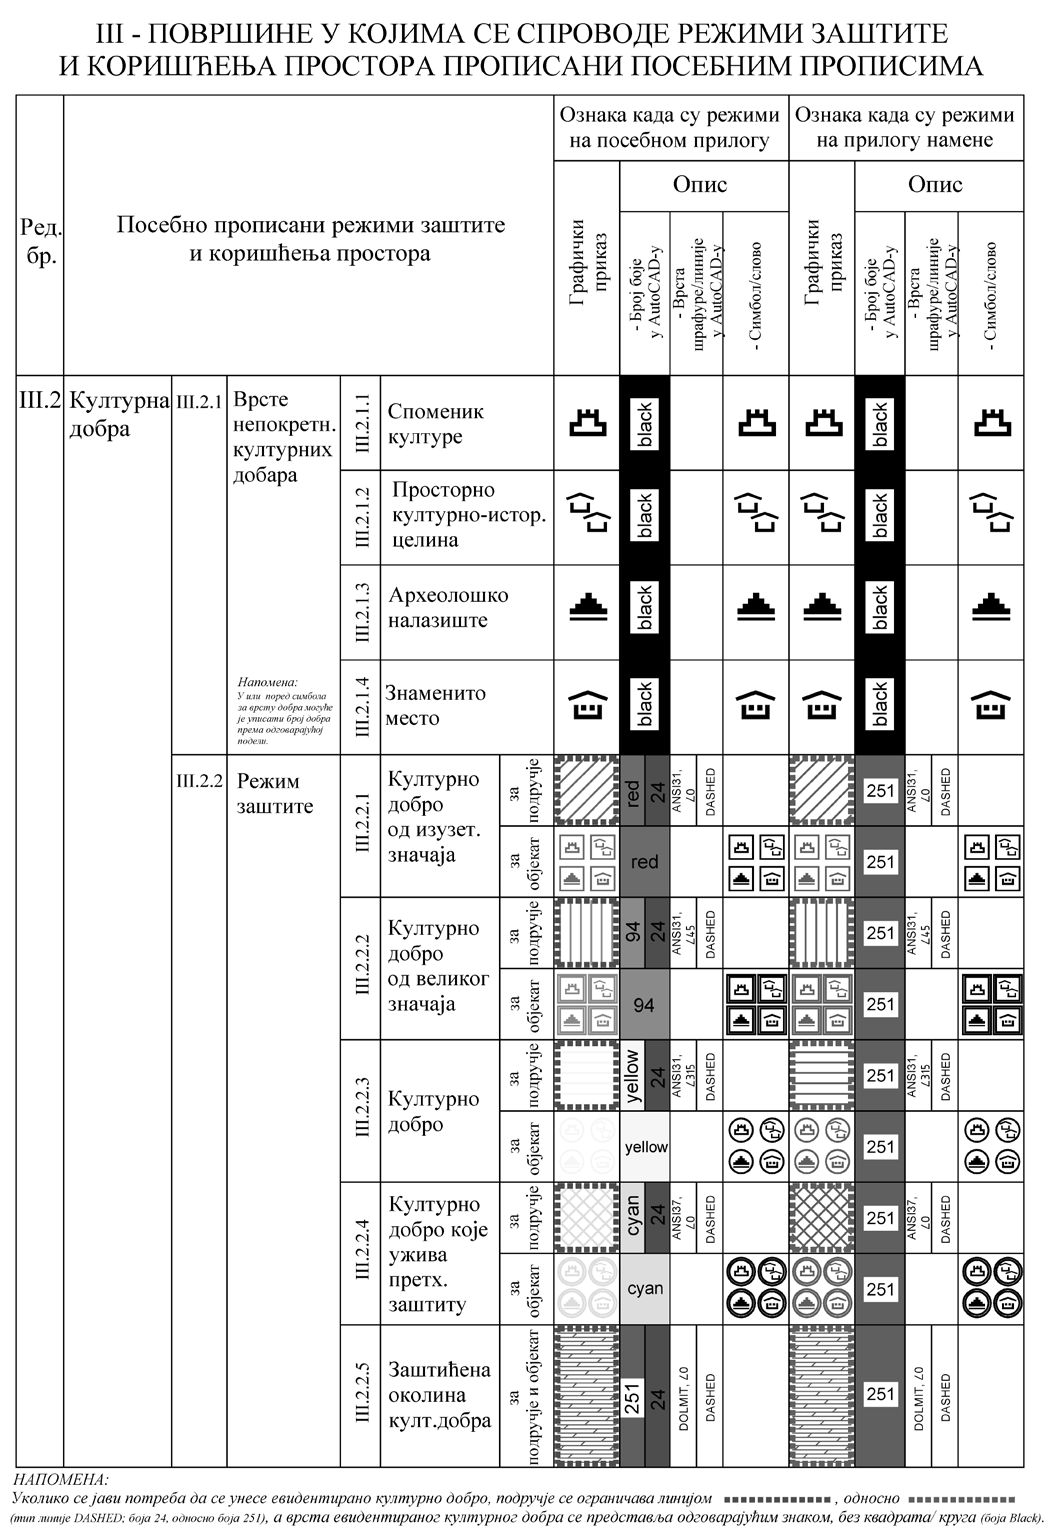 III - ПОВРШИНЕ У КОЈИМА СЕ СПРОВОДЕ РЕЖИМИ ЗАШТИТЕ
И КОРИШЋЕЊА ПРОСТОРА ПРОПИСАНИ ПОСЕБНИМ ПРОПИСИМА
Ред.
бр.
Посебно прописани режими заштите
и коришћења простора
Ознака када су режими
на посебном прилогу
Ознака када су режими
на прилогу намене
Графички
приказ
Опис
- Број боје
у AutoCAD-у
- Врста
шрафуре/линије
у AutoCAD-у
- Симбол/слово
Графички
приказ
Опис
- Број боје
у AutoCAD-у
- Врста
шрафуре/линије
у AutoCAD-у
- Симбол/слово
III.2
Културна
добра
III.2.1
Врсте
непокретн.
културних
добара
Напомена:
У или поред симбола
за врсту добра могуће
је уписати број добра
према одговарајућој
подели.
III.2.1.1
Споменик
културе
black
black
III.2.1.2
Просторно
културно-истор.
целина
black
black
III.2.1.3
Археолошко
налазиште
black
black
III.2.1.4
Знаменито
место
black
black
III.2.2
Режим
заштите
III.2.2.1
Културно
добро
од изузет.
значаја
за
подручје
red
24
ANSI31,
∠0
DASHED
251
ANSI31,
∠0
DASHED
за
објекат
red
251
III.2.2.2
Културно
добро
од великог
значаја
за
подручје
94
24
ANSI31,
∠45
DASHED
251
ANSI31,
∠45
DASHED
за
објекат
94
251
III.2.2.3
Културно
добро
за
подручје
yellow
24
ANSI31,
∠315
DASHED
251
ANSI31,
∠315
DASHED
за
објекат
yellow
251
III.2.2.4
Културно
добро које
ужива
претх.
заштиту
за
подручје
cyan
24
ANSI37,
∠0
DASHED
251
ANSI37,
∠0
DASHED
за
објекат
cyan
251
III.2.2.5
Заштићена
околина
култ.добра
за
подручје и објекат
251
24
DOLMIT, ∠0
DASHED
251
DOLMIT, ∠0
DASHED
НАПОМЕНА:
Уколико се јави потреба да се унесе евидентирано културно добро, подручје се ограничава линијом , односно
(тип линије DASHED; боја 24, односно боја 251), а врста евидентираног културног добра се представља одговарајућим знаком, без квадрата/ круга (боја Black).